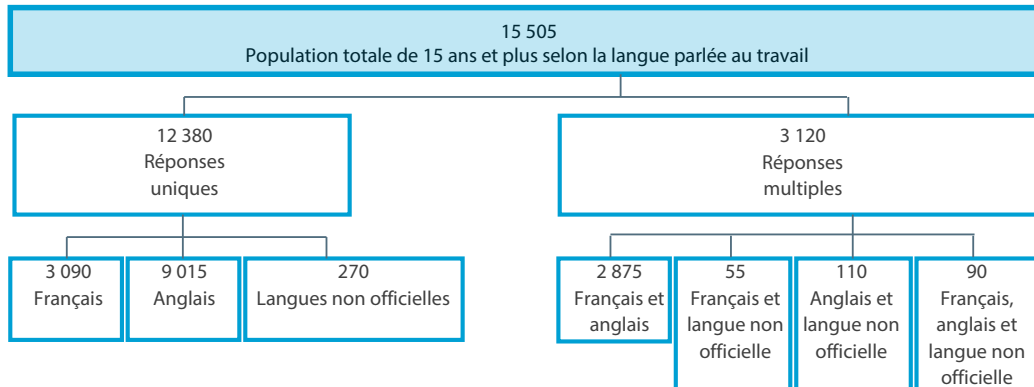 15 505
Population totale de 15 ans et plus selon la langue parlée au travail
12 380
Réponses
uniques
3 120
Réponses
multiples
3 090
Français
9 015
Anglais
270
Langues non officielles
2 875
Français et
anglais
55
Français et
langue non
officielle
110
Anglais et
langue non
officielle
90
Français,
anglais et
langue non
officielle